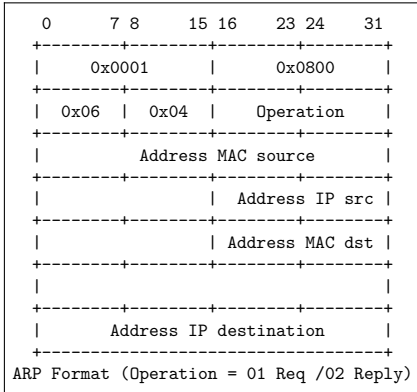 0 7 8 15 16 23 24 31
0x0001 0x0800
0x06 0x04 Operation
Address MAC source
Address IP src
Address MAC dst
Address IP destination
ARP Format (Operation = 01 Req /02 Reply)